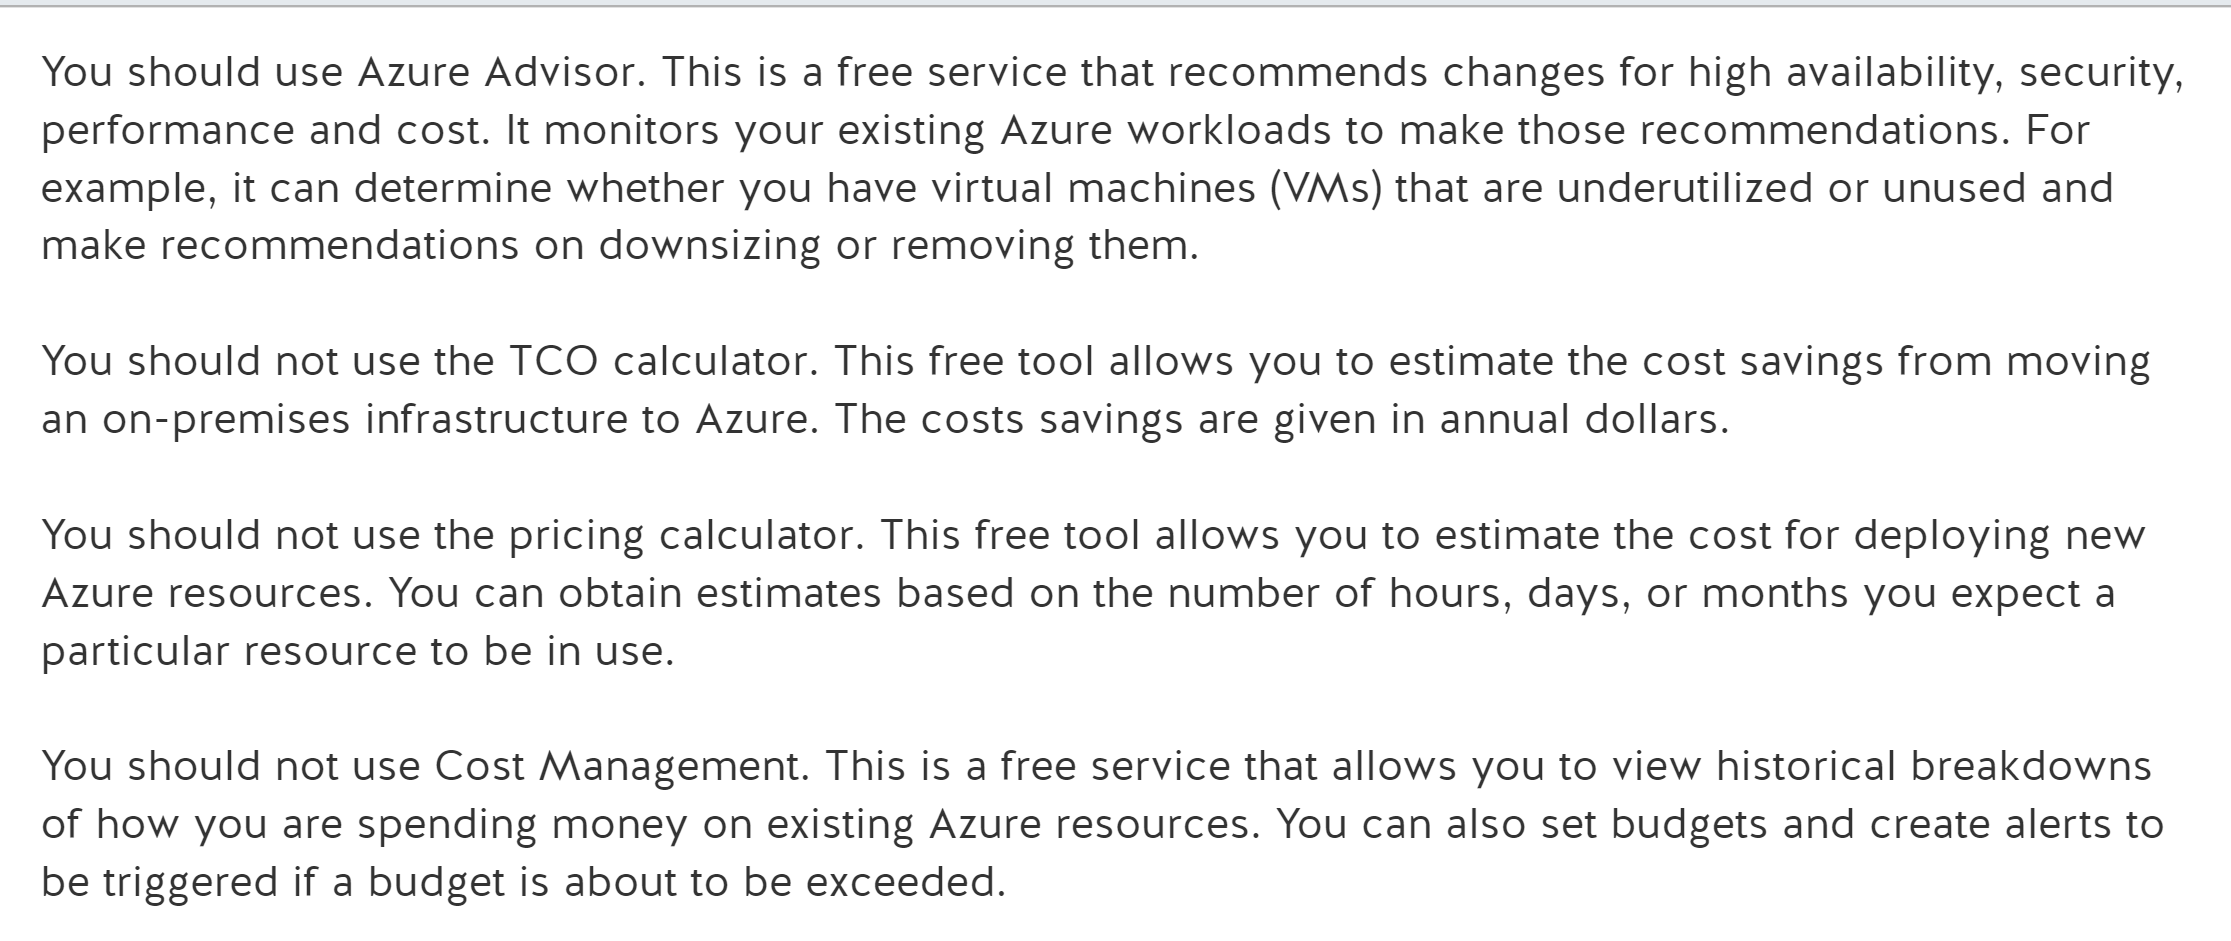 You should use Azure Advisor. This is a free service that recommends changes for high availability, security,
performance and cost. It monitors your existing Azure workloads to make those recommendations. For
example, it can determine whether you have virtual machines (VMs) that are underutilized or unused and
make recommendations on downsizing or removing them.
You should not use the TCO calculator. This free tool allows you to estimate the cost savings from moving
an on-premises infrastructure to Azure. The costs savings are given in annual dollars.
You should not use the pricing calculator. This free tool allows you to estimate the cost for deploying new
Azure resources. You can obtain estimates based on the number of hours, days, or months you expect a
particular resource to be in use.
You should not use Cost Management. This is a free service that allows you to view historical breakdowns
of how you are spending money on existing Azure resources. You can also set budgets and create alerts to
be triggered if a budget is about to be exceeded.